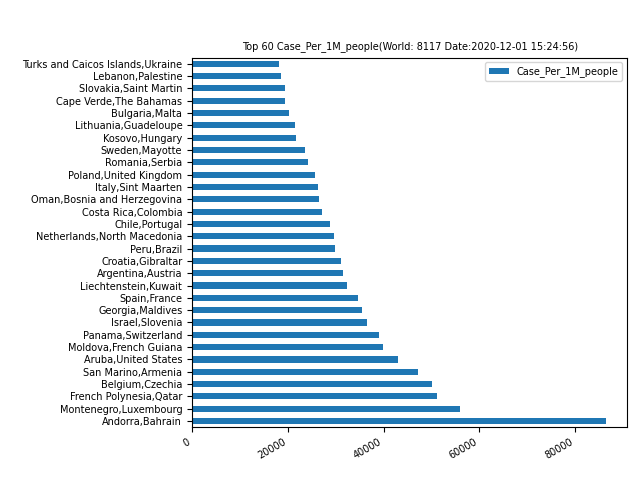 Top 60 Case_Per_1M_people(World: 8117 Date:2020-12-01 15:24:56)
Case_Per_1M_people
Turks and Caicos Islands,Ukraine
Lebanon,Palestine
Slovakia,Saint Martin
Cape Verde,The Bahamas
Bulgaria,Malta
Lithuania,Guadeloupe
Kosovo,Hungary
Sweden,Mayotte
Romania,Serbia
Poland,United Kingdom
Italy,Sint Maarten
Oman,Bosnia and Herzegovina
Costa Rica,Colombia
Chile,Portugal
Netherlands,North Macedonia
Peru,Brazil
Croatia,Gibraltar
Argentina,Austria
Liechtenstein,Kuwait
Spain,France
Georgia,Maldives
Israel,Slovenia
Panama,Switzerland
Moldova,French Guiana
Aruba,United States
San Marino,Armenia
Belgium,Czechia
French Polynesia,Qatar
Montenegro,Luxembourg
Andorra,Bahrain
0
20000
40000
60000
80000